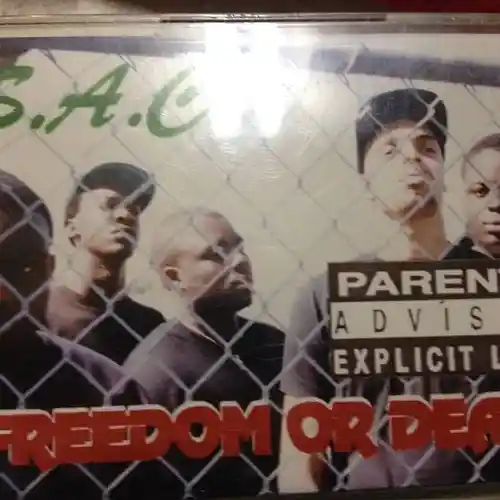 S.A.C
PARENT
ADVIS
EXPLICIT L
FREEDOM OR DEA